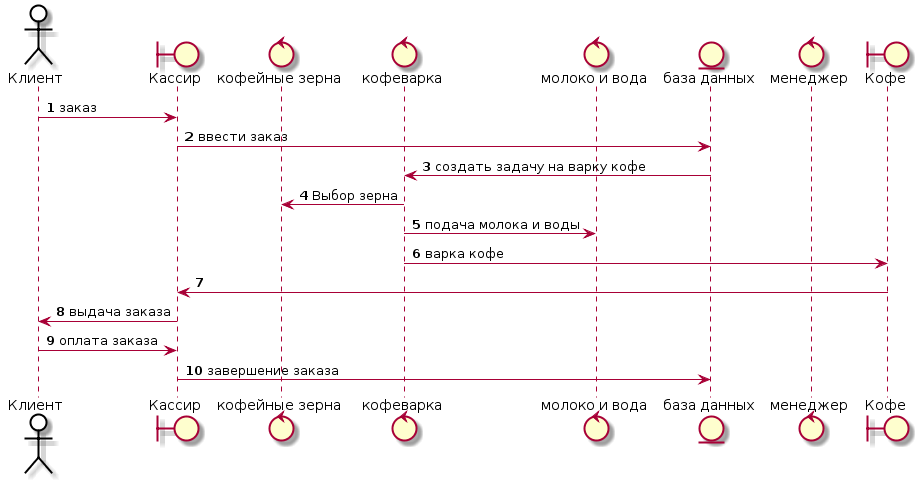 Клиент Кассир кофейные зерна кофеварка молоко и вода база данных менеджер Кофе
1 заказ
2 ввести заказ
3 создать задачу на варку кофе
4 Выбор зерна
5 подача молока и воды
6 варка кофе
7
8 выдача заказа
9 оплата заказа
10 завершение заказа
Клиент Кассир кофейные зерна кофеварка молоко и вода база данных менеджер Кофе